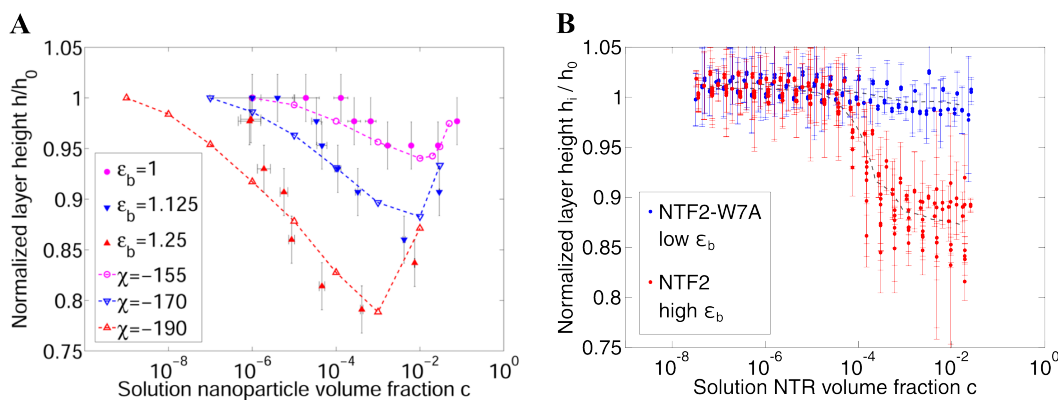 A
Normalized layer height h/h0
1.05
1
0.95
0.9
0.85
0.8
0.75
εb=1
εb=1.125
εb=1.25
χ=−155
χ=−170
χ=−190
10−8
10−6
10−4
10−2
100
Solution nanoparticle volume fraction c
B
Normalized layer height hi / h0
1.05
1
0.95
0.9
0.85
0.8
0.75
NTF2-W7A
low εb
NTF2
high εb
10−8
10−6
10−4
10−2
100
Solution NTR volume fraction c